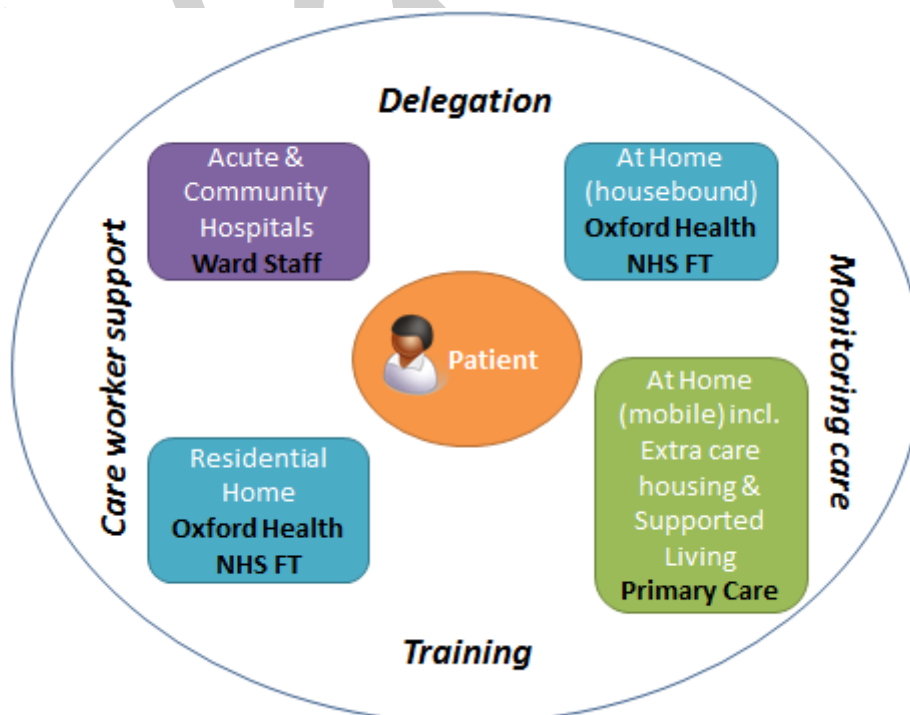 Delegation
Acute &
Community
Hospitals
Ward Staff
At Home
(housebound)
Oxford Health
NHS FT
Care worker support
Patient
Monitoring care
Residential
Home
Oxford Health
NHS FT
At Home
(mobile) incl.
Extra care
housing &
Supported
Living
Primary Care
Training